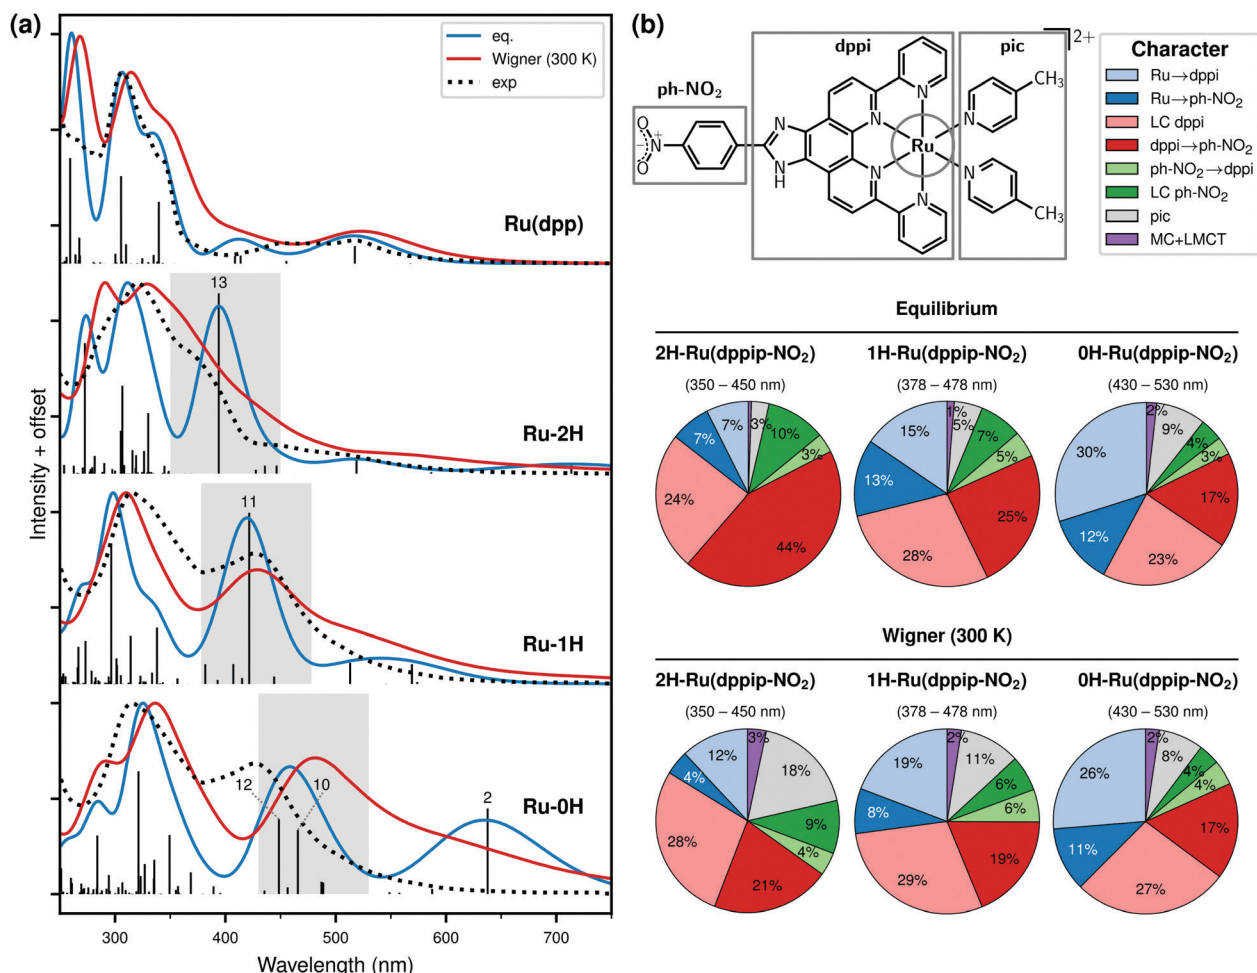 (a)
eq.
Wigner (300 K)
exp
Ru(dpp)
13
Ru-2H
11
Ru-1H
12
10
2
Ru-0H
Intensity + offset
300
400
500
600
700
Wavelength (nm)
(b)
dppi
pic
2+
ph-NO₂
CH₃
N
N
N
N
Ru
O
N⁺
−
−
O
N
N
H
N
N
CH₃
Character
Ru→dppi
Ru→ph-NO₂
LC dppi
dppi→ph-NO₂
ph-NO₂→dppi
LC ph-NO₂
pic
MC+LMCT
Equilibrium
2H-Ru(dppip-NO₂)
(350 – 450 nm)
7%
3%
10%
7%
3%
24%
44%
1H-Ru(dppip-NO₂)
(378 – 478 nm)
1%
5%
7%
15%
5%
13%
25%
28%
0H-Ru(dppip-NO₂)
(430 – 530 nm)
2%
9%
4%
30%
3%
17%
12%
23%
Wigner (300 K)
2H-Ru(dppip-NO₂)
(350 – 450 nm)
3%
12%
18%
4%
9%
28%
4%
21%
1H-Ru(dppip-NO₂)
(378 – 478 nm)
2%
11%
19%
6%
8%
6%
19%
29%
0H-Ru(dppip-NO₂)
(430 – 530 nm)
2%
8%
4%
26%
4%
17%
11%
27%